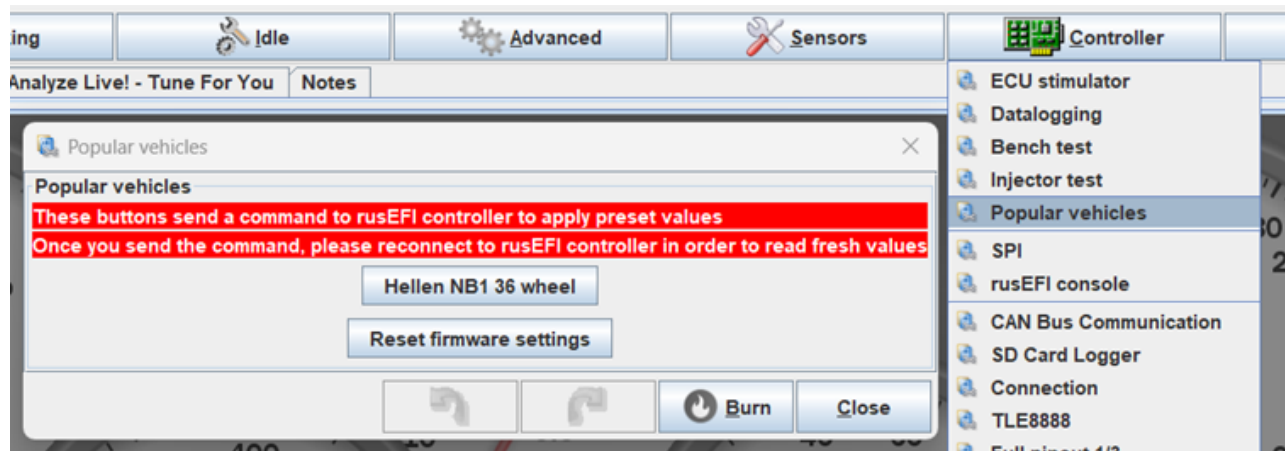 Idle
Advanced
Sensors
Controller
Analyze Live! - Tune For You
Notes
Popular vehicles
Popular vehicles
These buttons send a command to rusEFI controller to apply preset values
Once you send the command, please reconnect to rusEFI controller in order to read fresh values
Hellen NB1 36 wheel
Reset firmware settings
Burn
Close
ECU stimulator
Datalogging
Bench test
Injector test
Popular vehicles
SPI
rusEFI console
CAN Bus Communication
SD Card Logger
Connection
TLE8888